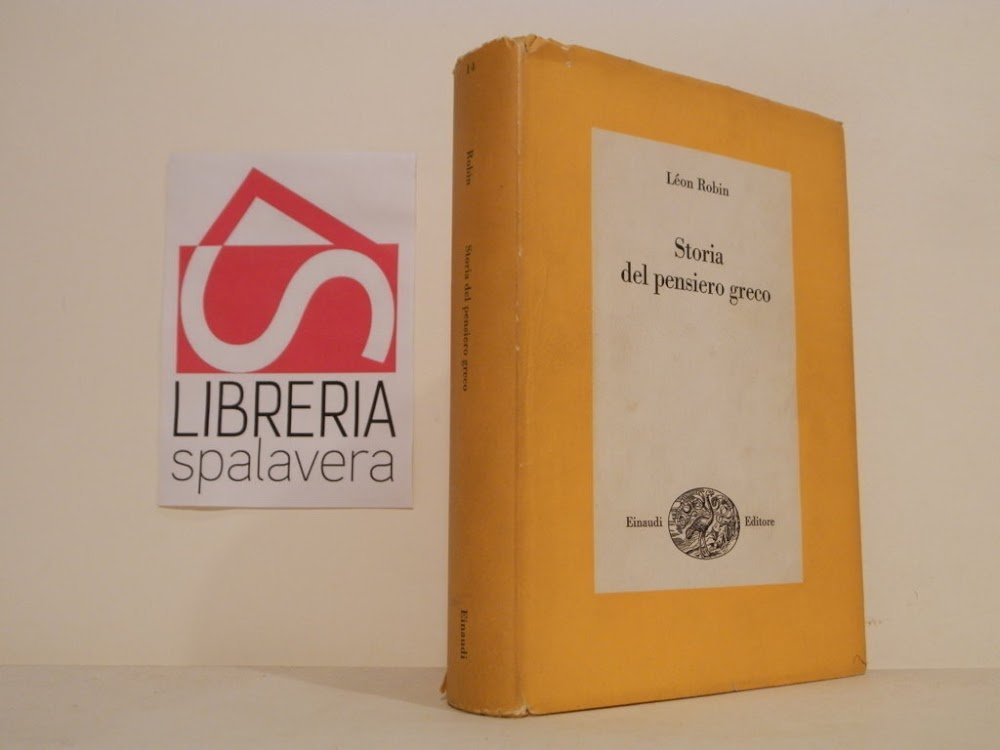 LIBRERIA
spalavera
14
Robin
Storia del pensiero greco
Einaudi
Léon Robin
Storia
del pensiero greco
Einaudi
Editore